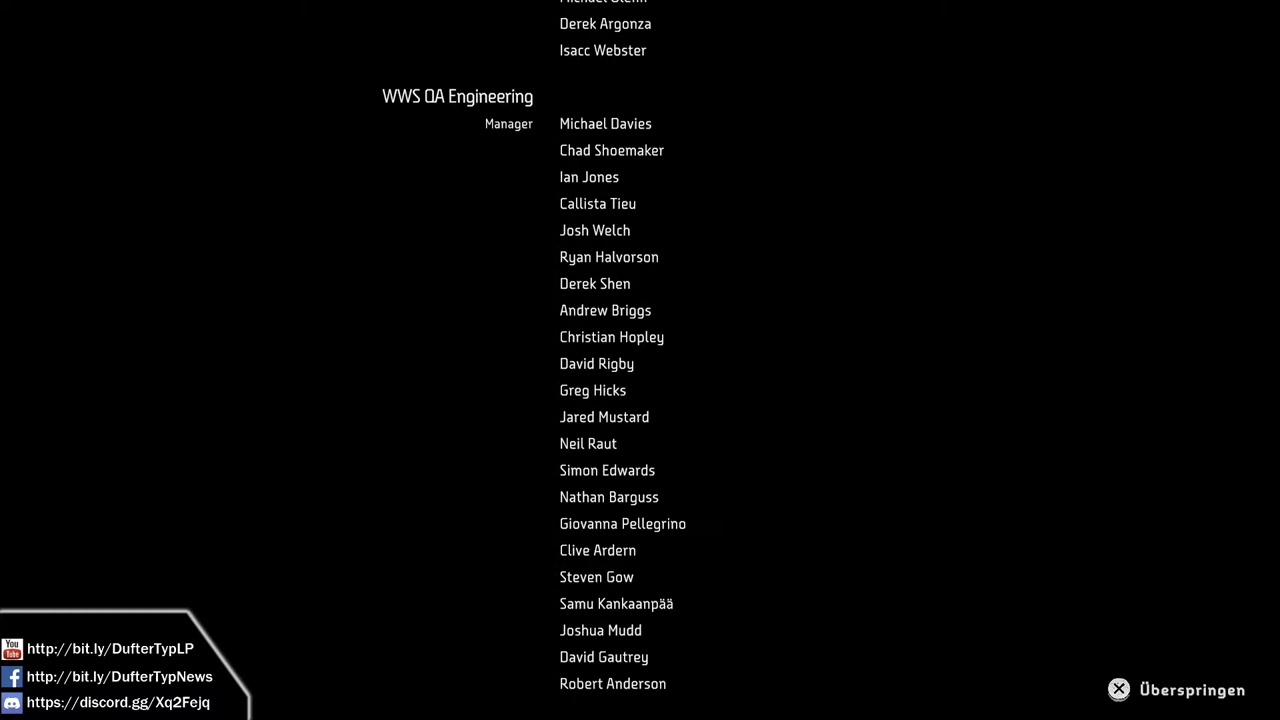 Derek Argonza
Isacc Webster
WWS QA Engineering
Manager Michael Davies
Chad Shoemaker
Ian Jones
Callista Tieu
Josh Welch
Ryan Halvorson
Derek Shen
Andrew Briggs
Christian Hopley
David Rigby
Greg Hicks
Jared Mustard
Neil Raut
Simon Edwards
Nathan Barguss
Giovanna Pellegrino
Clive Ardern
Steven Gow
Samu Kankaanpää
Joshua Mudd
David Gautrey
Robert Anderson
You Tube http://bit.ly/DufterTypLP
http://bit.ly/DufterTypNews
https://discord.gg/Xq2Fejq
Überspringen